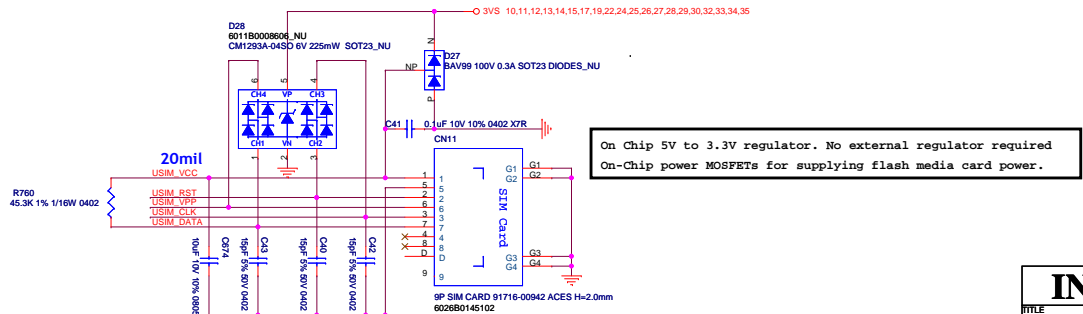 3VS 10,11,12,13,14,15,17,19,22,24,25,26,27,28,29,30,32,33,34,35
D28
6011B0008606_NU
CM1293A-04SO 6V 225mW SOT23_NU
N
D27
BAV99 100V 0.3A SOT23 DIODES_NU
NP
P
6
5
4
CH4 VP CH3
CH1 VN CH2
1
2
3
C41
0.1uF 10V 10% 0402 X7R
CN11
On Chip 5V to 3.3V regulator. No external regulator required
On-Chip power MOSFETs for supplying flash media card power.
20mil
USIM_VCC
R760
45.3K 1% 1/16W 0402
USIM_RST
USIM_VPP
USIM_CLK
USIM_DATA
1 1
5 5
2 2
6 6
3 3
7 7
4 4
8 8
D D
9 9
SIM Card
G1 G1
G2 G2
G3 G3
G4 G4
C674
10uF 10V 10% 0805
C43
15pF 5% 50V 0402
C40
15pF 5% 50V 0402
C42
15pF 5% 50V 0402
9P SIM CARD 91716-00942 ACES H=2.0mm
6026B0145102
IN
TITLE